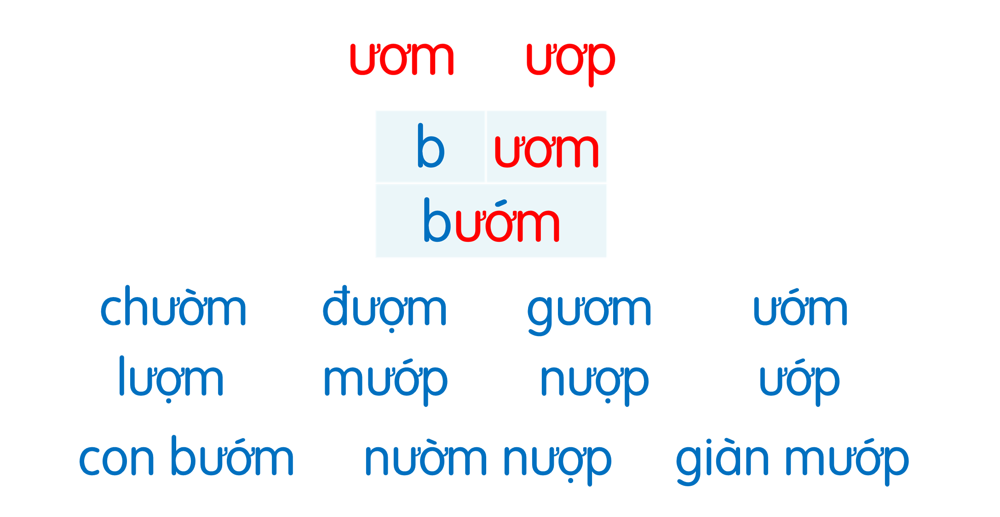 ươm ươp
b ươm
bướm
chườm đượm gươm ướm
lượm mướp nượp ướp
con bướm nườm nượp giàn mướp